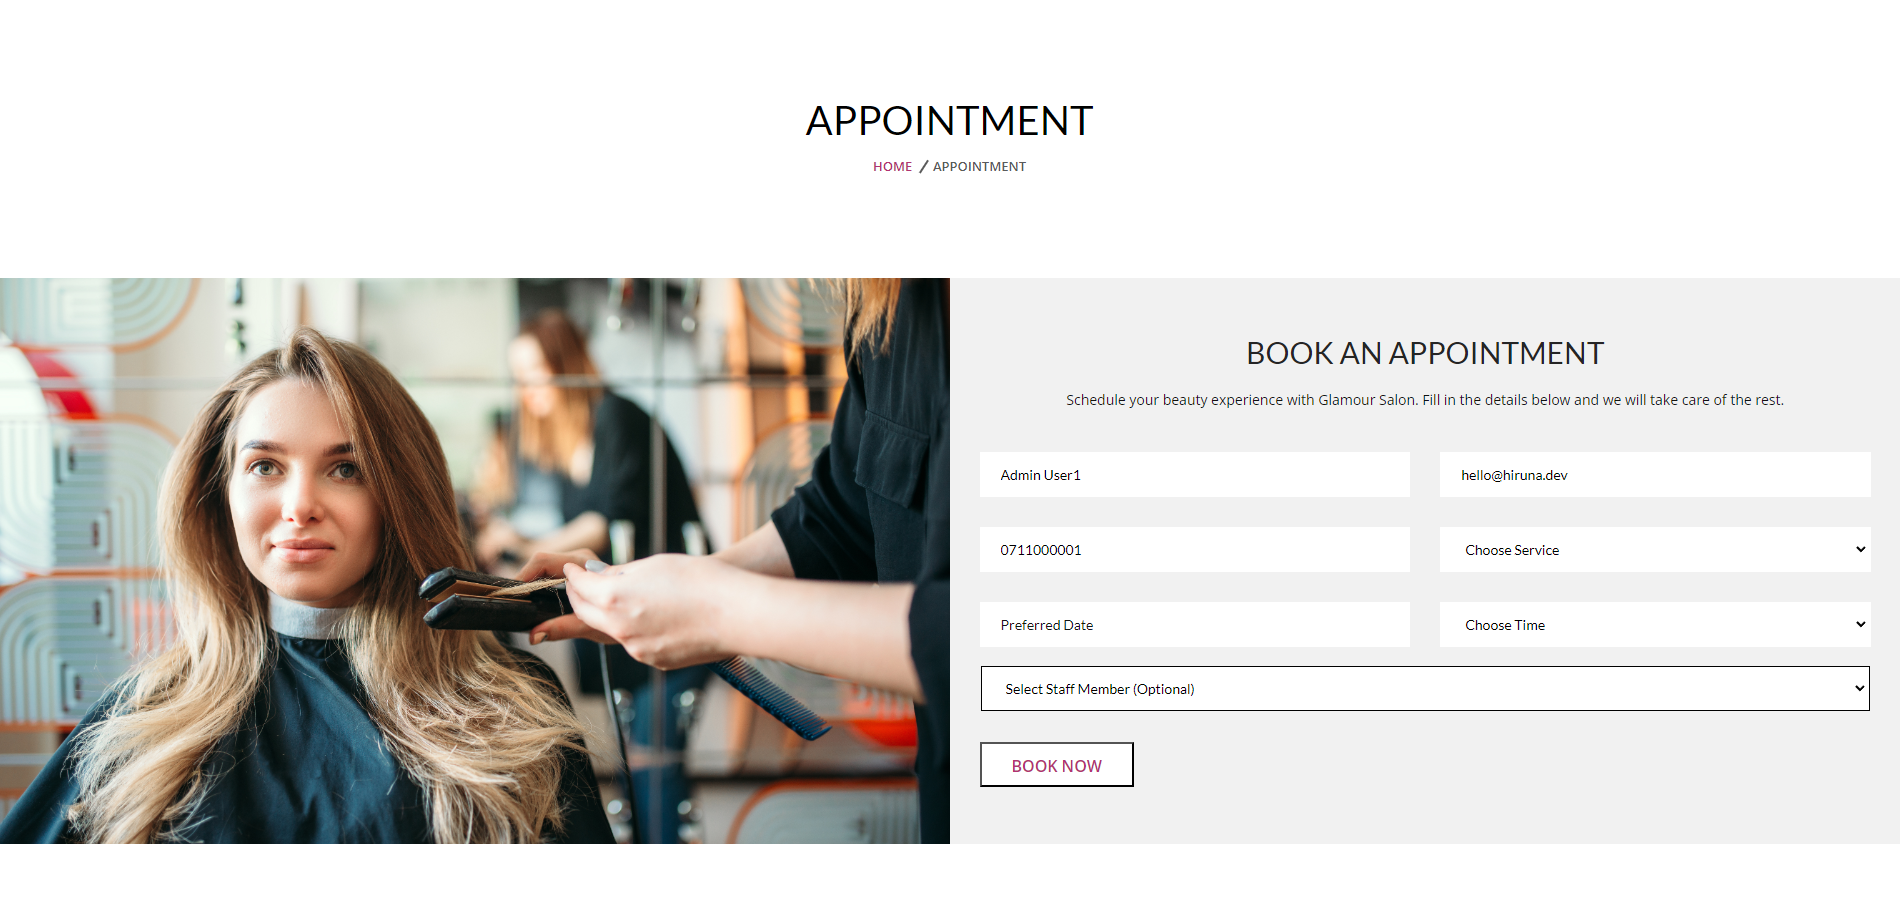 APPOINTMENT
HOME / APPOINTMENT
BOOK AN APPOINTMENT
Schedule your beauty experience with Glamour Salon. Fill in the details below and we will take care of the rest.
Admin User1
hello@hiruna.dev
0711000001
Choose Service
Preferred Date
Choose Time
Select Staff Member (Optional)
BOOK NOW